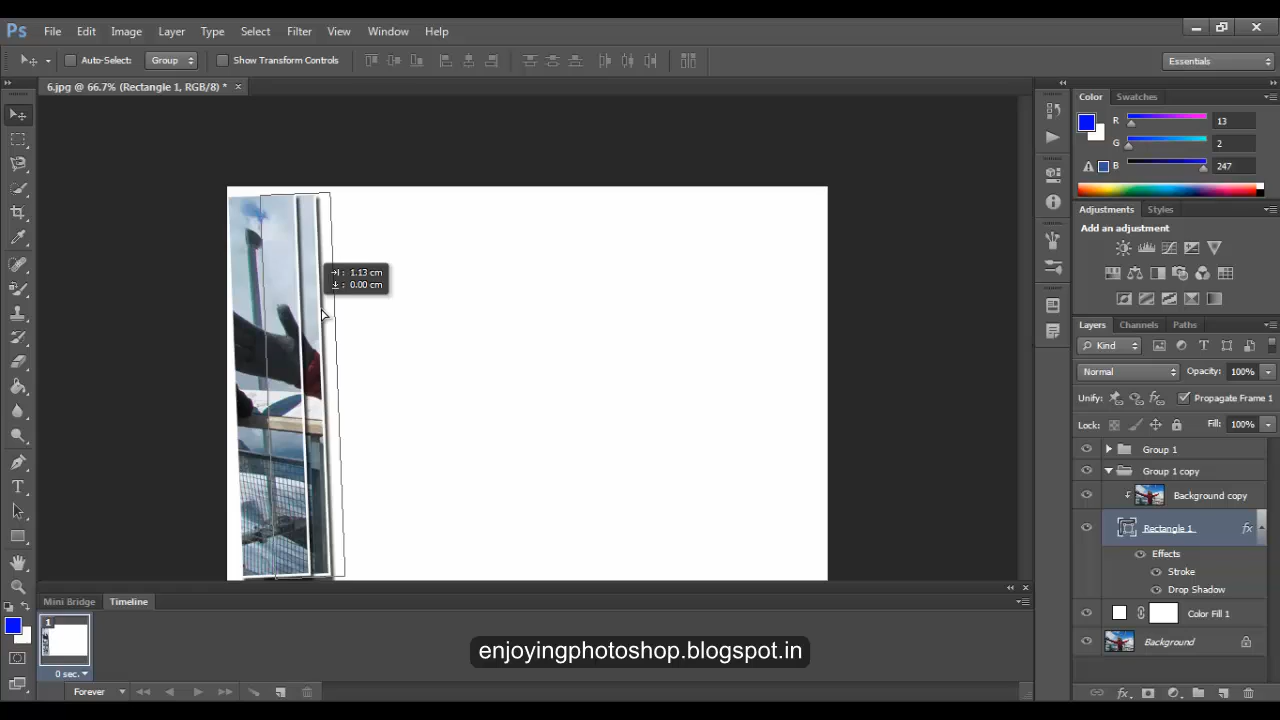 Ps File Edit Image Layer Type Select Filter View Window Help
Auto-Select: Group Show Transform Controls Essentials
6.jpg @ 66.7% (Rectangle 1, RGB/8) * ×
Color Swatches
R 13
G 2
B 247
Adjustments Styles
Add an adjustment
→|: 1.13 cm
↓: 0.00 cm
Layers Channels Paths
Kind
Normal Opacity: 100%
Unify: Propagate Frame 1
Lock: Fill: 100%
Group 1
Group 1 copy
Background copy
Rectangle 1 fx
Effects
Stroke
Drop Shadow
Color Fill 1
Background
Mini Bridge Timeline
1
0 sec.
Forever
enjoyingphotoshop.blogspot.in